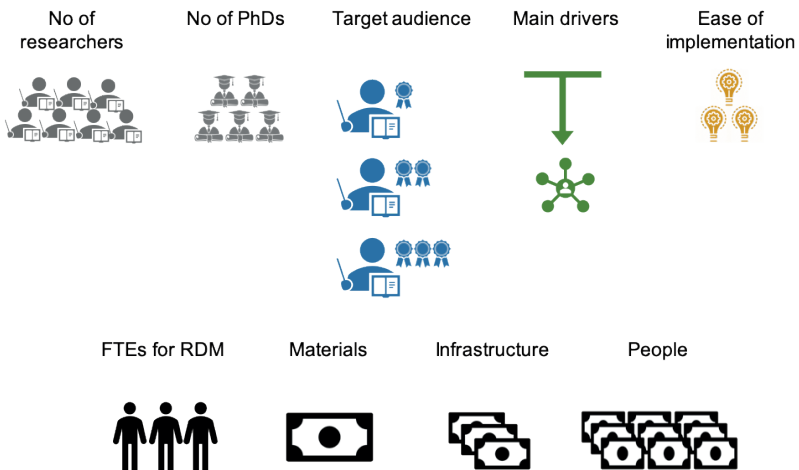 No of
researchers
No of PhDs
Target audience
Main drivers
Ease of
implementation
FTEs for RDM
Materials
Infrastructure
People